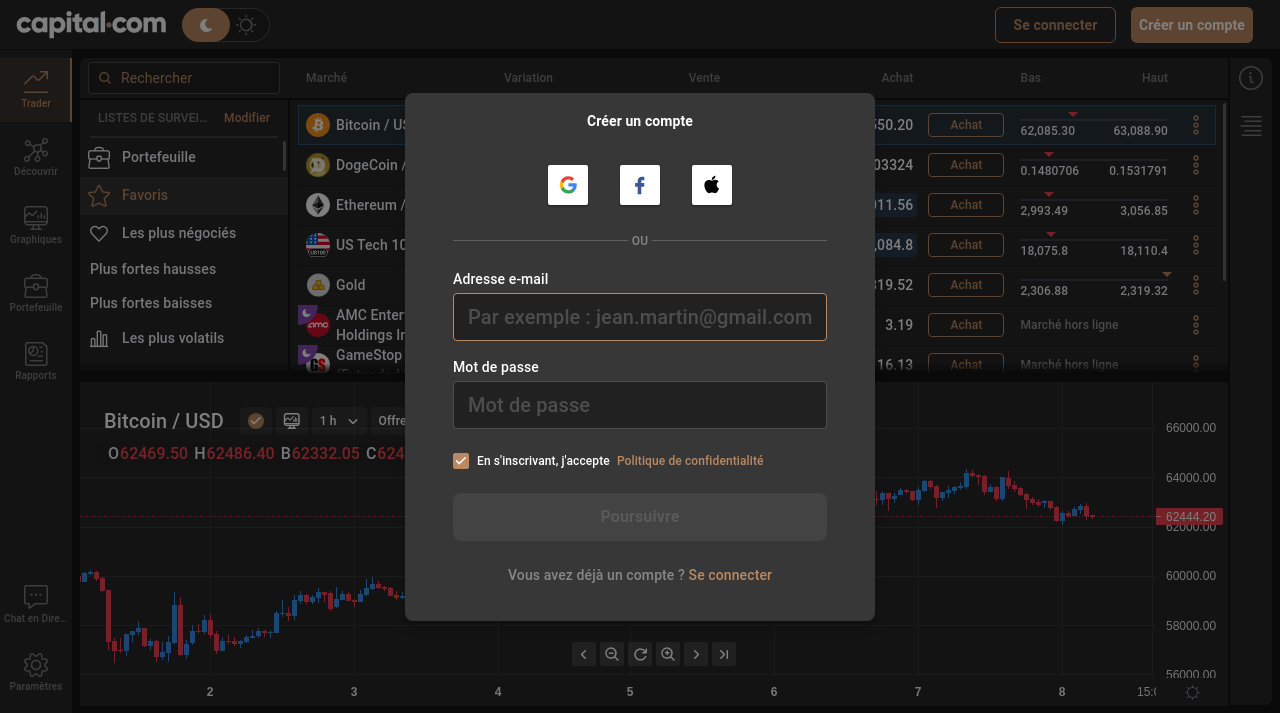 capital.com
Se connecter
Créer un compte
Trader
Découvrir
Graphiques
Portefeuille
Rapports
Chat en Dire...
Paramètres
Rechercher
Marché Variation Vente Achat Bas Haut
LISTES DE SURVEI... Modifier
Portefeuille
Favoris
Les plus négociés
Plus fortes hausses
Plus fortes baisses
Les plus volatils
Bitcoin / US
550.20 Achat 62,085.30 63,088.90
DogeCoin /
03324 Achat 0.1480706 0.1531791
Ethereum /
011.56 Achat 2,993.49 3,056.85
US Tech 10
,084.8 Achat 18,075.8 18,110.4
Gold
319.52 Achat 2,306.88 2,319.32
AMC Enter
Holdings In
3.19 Achat Marché hors ligne
GameStop
16.13 Achat Marché hors ligne
Créer un compte
OU
Adresse e-mail
Par exemple : jean.martin@gmail.com
Mot de passe
Mot de passe
En s'inscrivant, j'accepte Politique de confidentialité
Poursuivre
Vous avez déjà un compte ? Se connecter
Bitcoin / USD 1 h Offre
O62469.50 H62486.40 B62332.05 C624
66000.00
64000.00
62444.20
62000.00
60000.00
58000.00
56000.00
2 3 4 5 6 7 8 15: